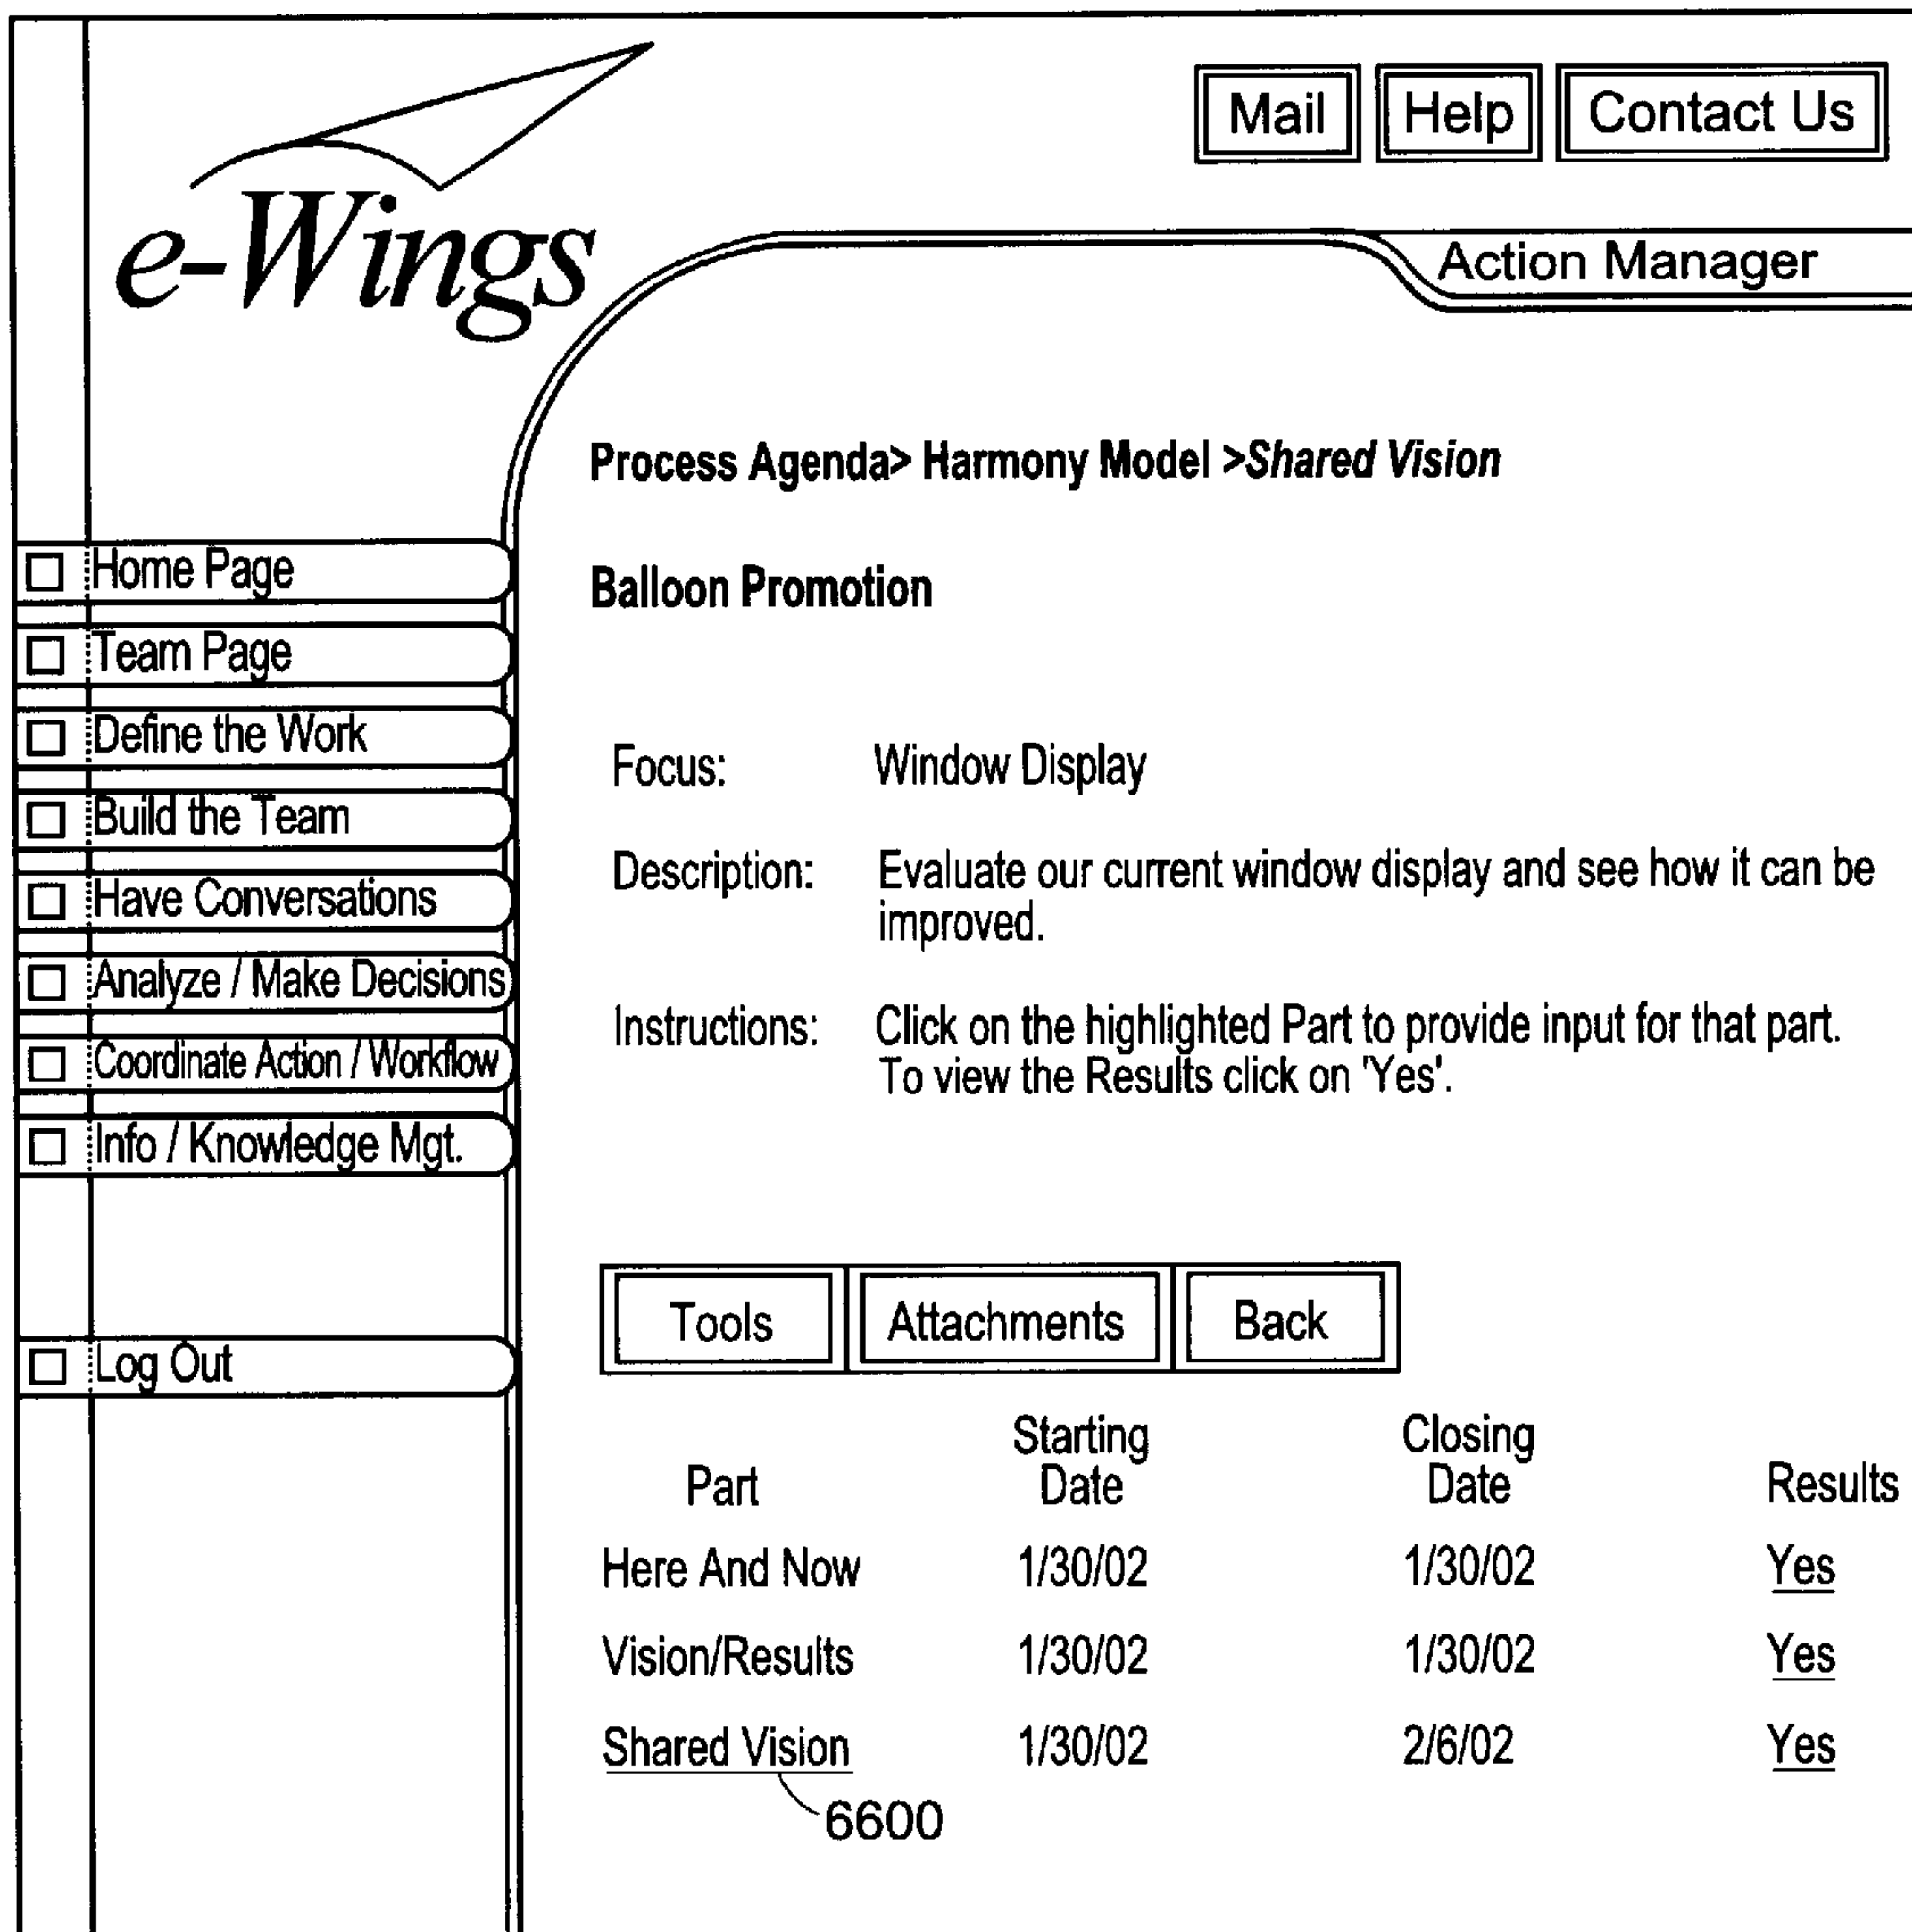 Mail Help Contact Us
e-Wings
Action Manager
Process Agenda> Harmony Model >Shared Vision
Balloon Promotion
Home Page
Team Page
Define the Work
Build the Team
Have Conversations
Analyze / Make Decisions
Coordinate Action / Workflow
Info / Knowledge Mgt.
Log Out
Focus: Window Display
Description: Evaluate our current window display and see how it can be
improved.
Instructions: Click on the highlighted Part to provide input for that part.
To view the Results click on 'Yes'.
Tools Attachments Back
Starting Closing
Part Date Date Results
Here And Now 1/30/02 1/30/02 Yes
Vision/Results 1/30/02 1/30/02 Yes
Shared Vision 1/30/02 2/6/02 Yes
6600